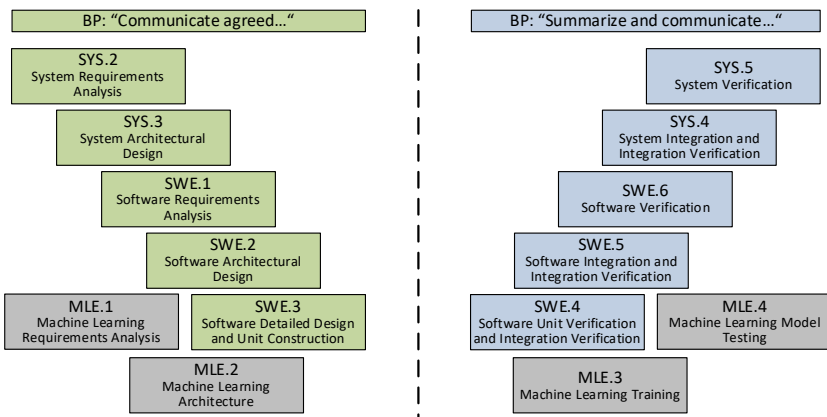 BP: “Communicate agreed...“
BP: “Summarize and communicate...“
SYS.2
System Requirements
Analysis
SYS.3
System Architectural
Design
SWE.1
Software Requirements
Analysis
SWE.2
Software Architectural
Design
MLE.1
Machine Learning
Requirements Analysis
SWE.3
Software Detailed Design
and Unit Construction
MLE.2
Machine Learning
Architecture
SYS.5
System Verification
SYS.4
System Integration and
Integration Verification
SWE.6
Software Verification
SWE.5
Software Integration and
Integration Verification
SWE.4
Software Unit Verification
and Integration Verification
MLE.4
Machine Learning Model
Testing
MLE.3
Machine Learning Training